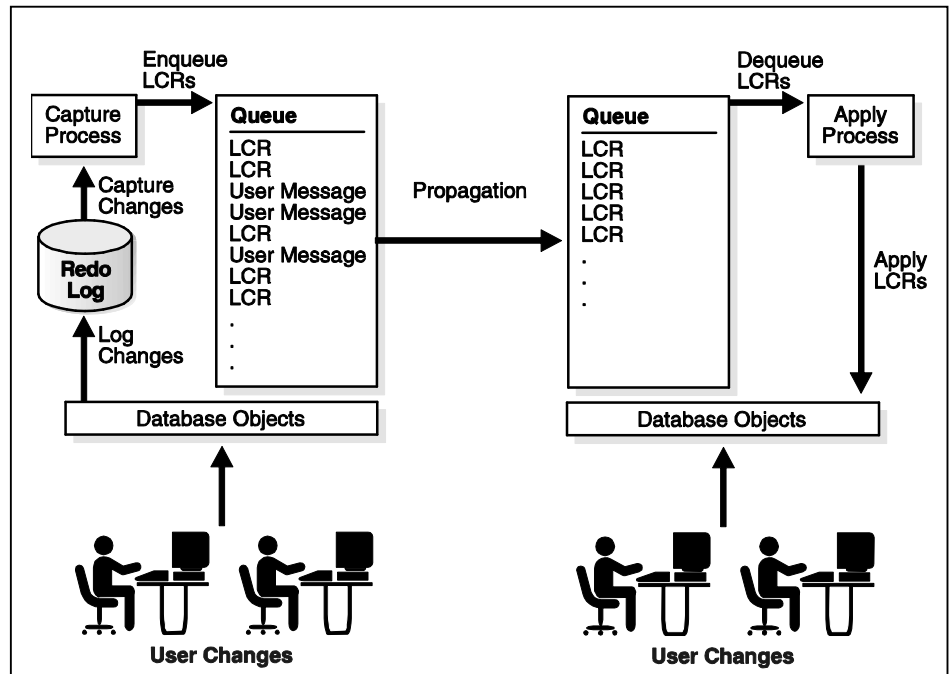 Enqueue
LCRs
Capture
Process
Capture
Changes
Redo
Log
Log
Changes
Queue
LCR
LCR
User Message
User Message
LCR
User Message
LCR
LCR
.
.
.
Propagation
Queue
LCR
LCR
LCR
LCR
LCR
.
.
.
Dequeue
LCRs
Apply
Process
Apply
LCRs
Database Objects
Database Objects
User Changes
User Changes